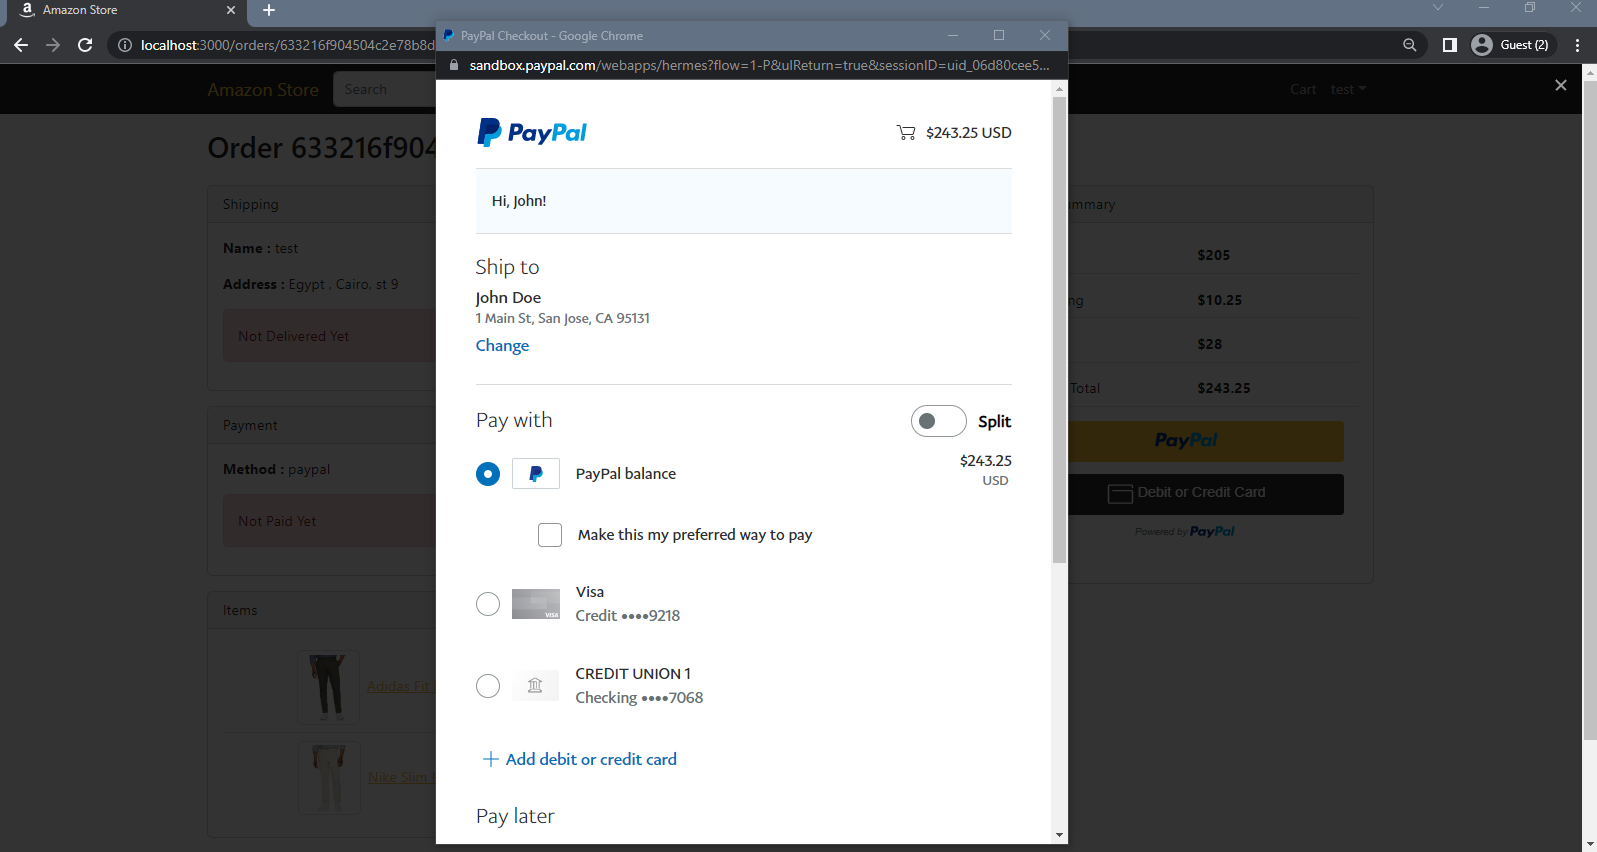 Amazon Store
PayPal Checkout - Google Chrome
localhost:3000/orders/633216f904504c2e78b8d
Guest (2)
sandbox.paypal.com/webapps/hermes?flow=1-P&ulReturn=true&sessionID=uid_06d80cee5...
Amazon Store
Search
Cart
test
Order 633216f904
Shipping
Name : test
Address : Egypt , Cairo, st 9
Not Delivered Yet
Payment
Method : paypal
Not Paid Yet
Items
Adidas Fit
Nike Slim
PayPal
$243.25 USD
Hi, John!
Ship to
John Doe
1 Main St, San Jose, CA 95131
Change
Pay with
Split
PayPal balance
$243.25
USD
Make this my preferred way to pay
Visa
VISA
Credit ••••9218
CREDIT UNION 1
Checking ••••7068
Add debit or credit card
Pay later
mmary
$205
ng
$10.25
$28
Total
$243.25
PayPal
Debit or Credit Card
Powered by PayPal